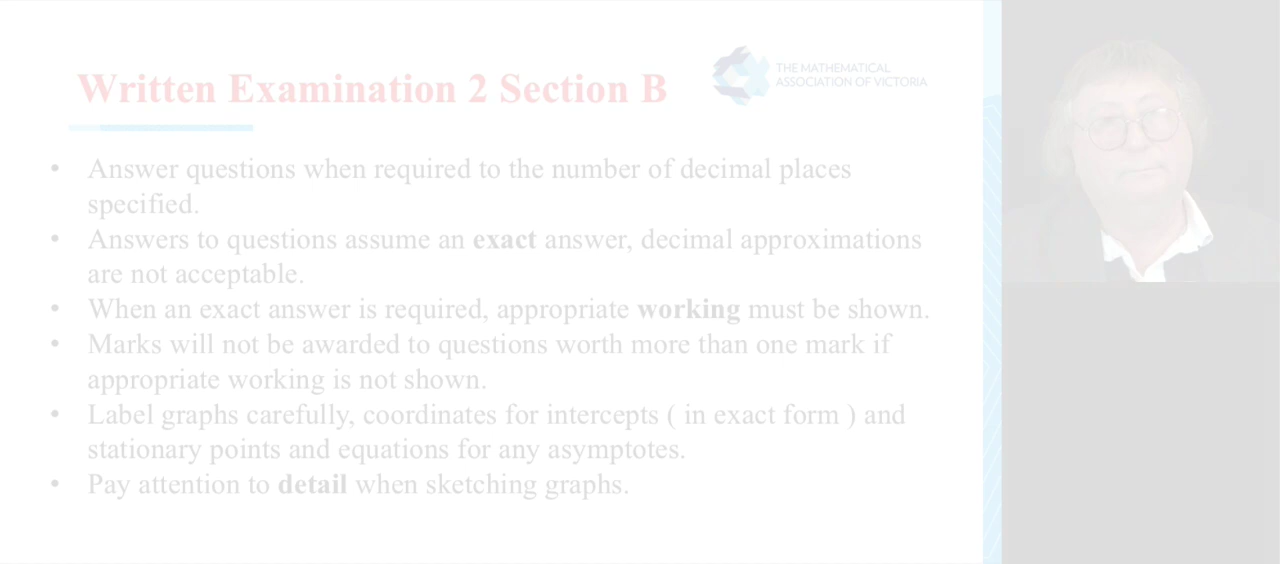 Written Examination 2 Section B
THE MATHEMATICAL
ASSOCIATION OF VICTORIA
• Answer questions when required to the number of decimal places
specified.
• Answers to questions assume an exact answer, decimal approximations
are not acceptable.
• When an exact answer is required, appropriate working must be shown.
• Marks will not be awarded to questions worth more than one mark if
appropriate working is not shown.
• Label graphs carefully, coordinates for intercepts ( in exact form ) and
stationary points and equations for any asymptotes.
• Pay attention to detail when sketching graphs.